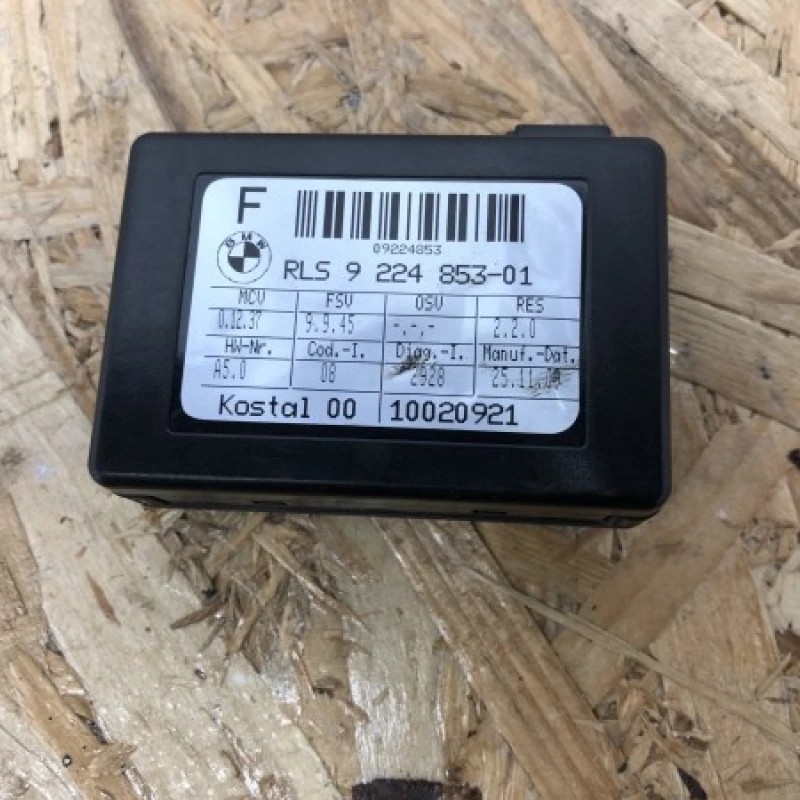 F
09224853
BMW
RLS 9 224 853-01
MCV FSV OSV RES
0.12.37 9.9.45 -.-.- 2.2.0
HW-Nr. Cod.-I. Diag.-I. Manuf.-Dat.
A5.0 08 2928
Kostal 00 10020921